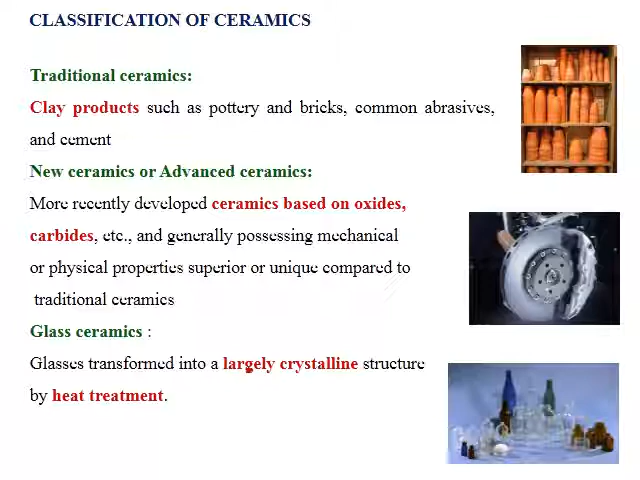 CLASSIFICATION OF CERAMICS
Traditional ceramics:
Clay products such as pottery and bricks, common abrasives,
and cement
New ceramics or Advanced ceramics:
More recently developed ceramics based on oxides,
carbides, etc., and generally possessing mechanical
or physical properties superior or unique compared to
traditional ceramics
Glass ceramics :
Glasses transformed into a largely crystalline structure
by heat treatment.